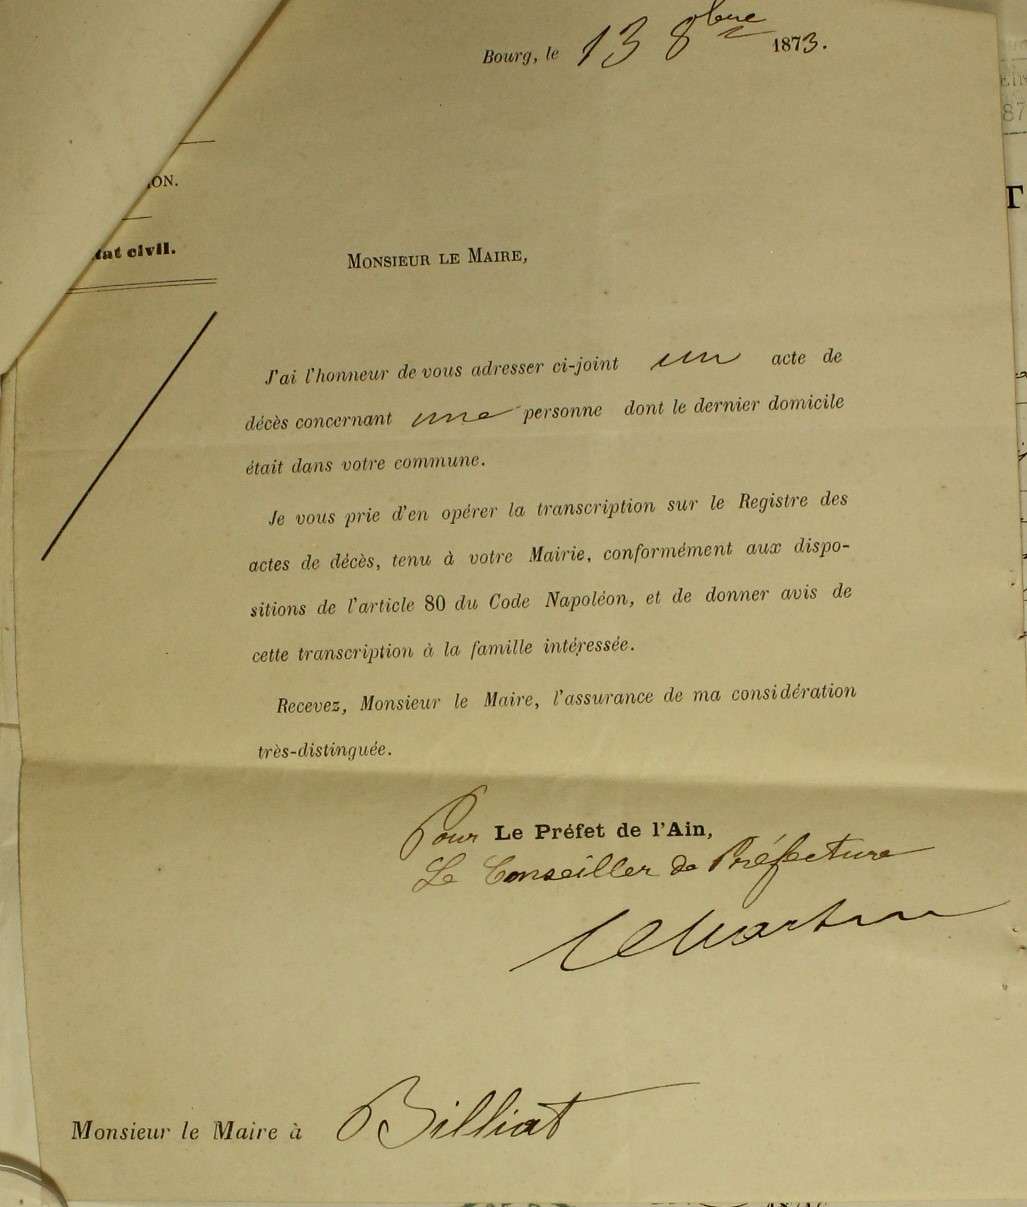 Bourg, le 13 8bre 1873.
ON.
tat civil.
MONSIEUR LE MAIRE,
J'ai l'honneur de vous adresser ci-joint un acte de
décès concernant une personne dont le dernier domicile
était dans votre commune.
Je vous prie d'en opérer la transcription sur le Registre des
actes de décès, tenu à votre Mairie, conformément aux dispo-
sitions de l'article 80 du Code Napoléon, et de donner avis de
cette transcription à la famille intéressée.
Recevez, Monsieur le Maire, l'assurance de ma considération
très-distinguée.
Pour Le Préfet de l'Ain,
Le Conseiller de Préfecture
Monsieur le Maire à Billiat